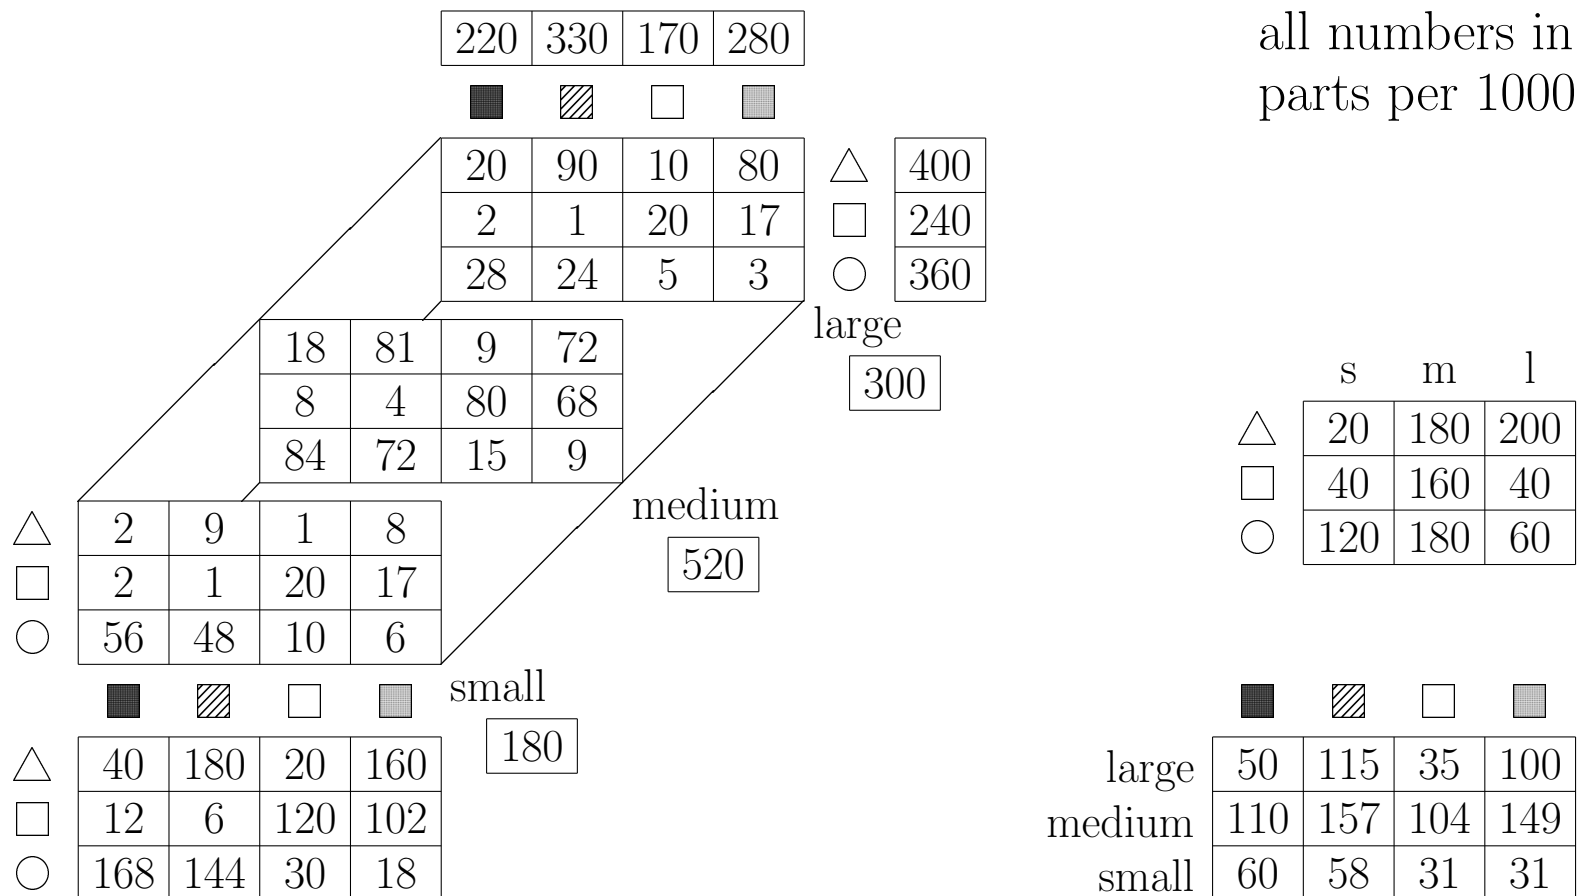 220 330 170 280
all numbers in
parts per 1000
20 90 10 80 400
2 1 20 17 240
28 24 5 3 360
large
300
18 81 9 72
8 4 80 68
84 72 15 9
medium
520
s m l
20 180 200
40 160 40
120 180 60
2 9 1 8
2 1 20 17
56 48 10 6
small
180
40 180 20 160
12 6 120 102
168 144 30 18
large 50 115 35 100
medium 110 157 104 149
small 60 58 31 31